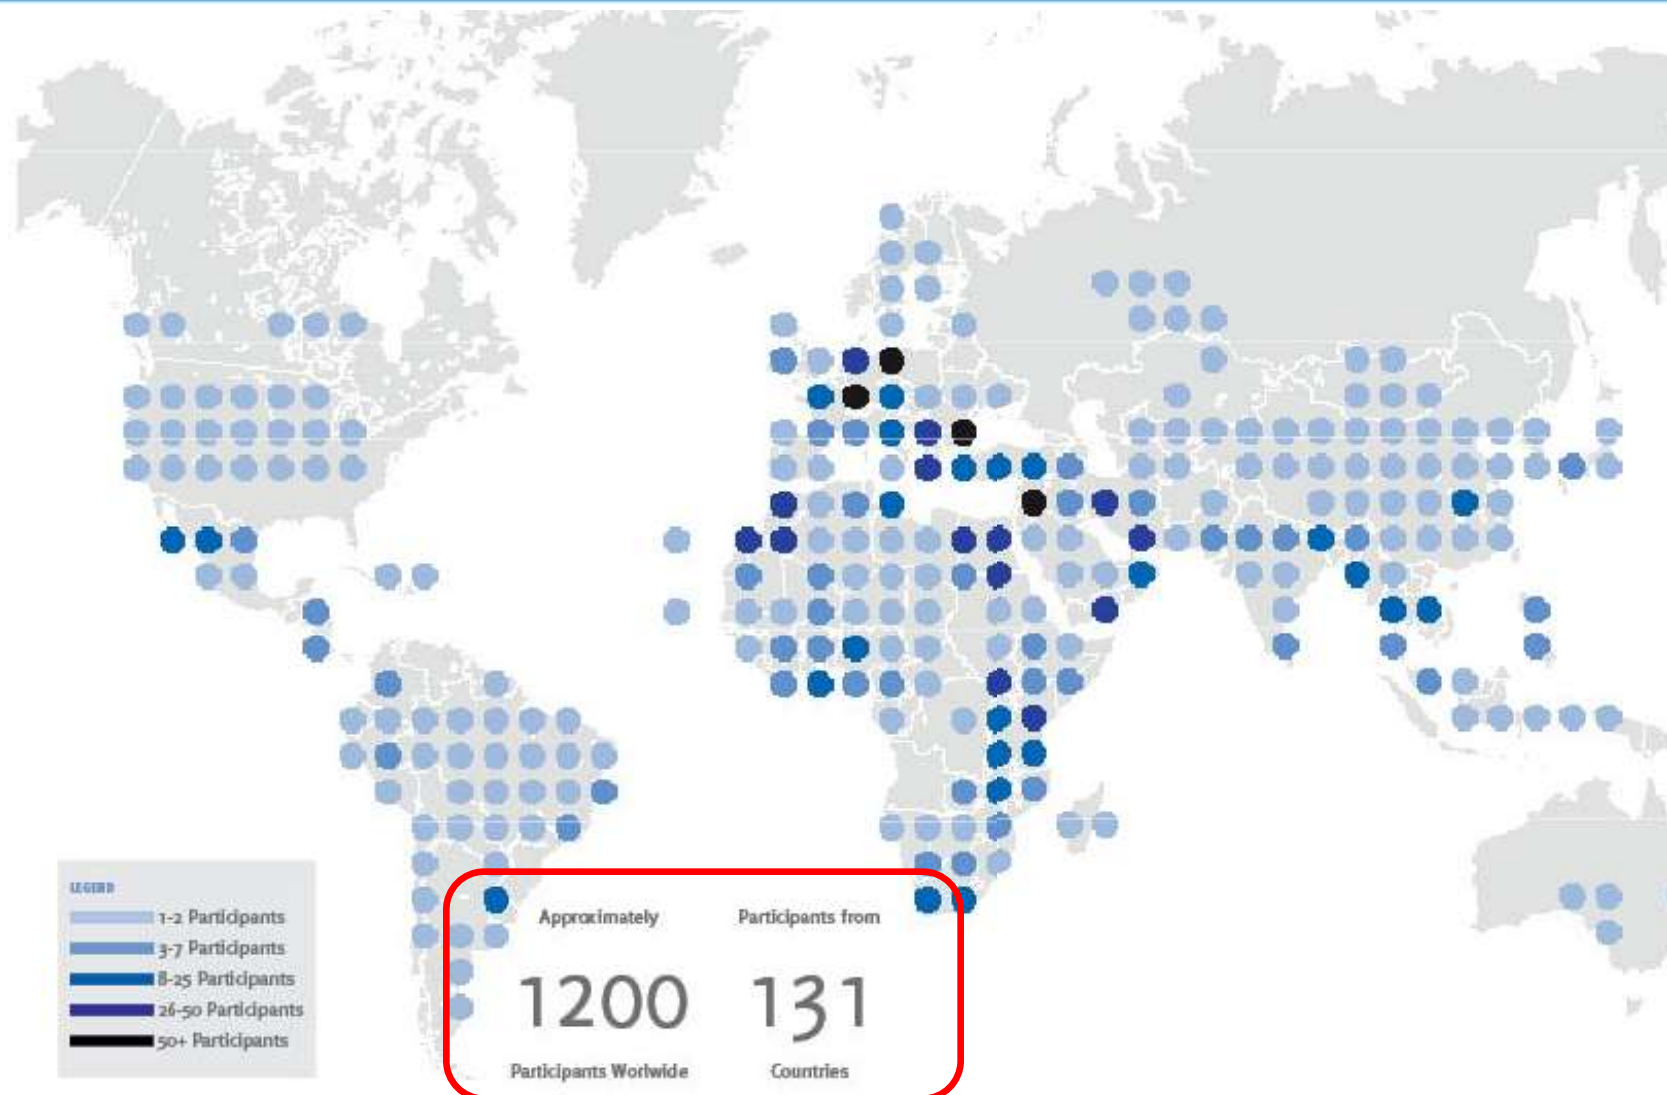 LEGEND
1-2 Participants
3-7 Participants
8-25 Participants
26-50 Participants
50+ Participants
Approximately
1200
Participants Worlwide
Participants from
131
Countries